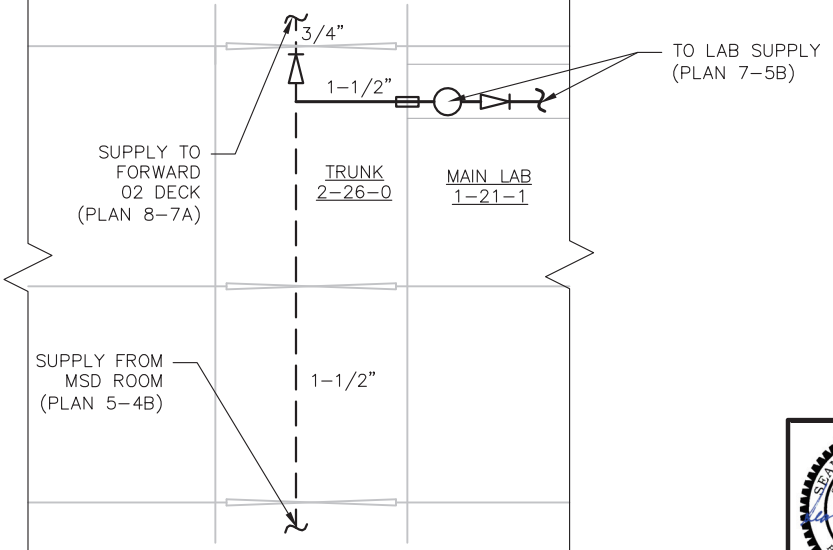 3/4”
1-1/2”
TO LAB SUPPLY
(PLAN 7-5B)
SUPPLY TO
FORWARD
02 DECK
(PLAN 8-7A)
TRUNK
2-26-0
MAIN LAB
1-21-1
SUPPLY FROM
MSD ROOM
(PLAN 5-4B)
1-1/2”
SEAN